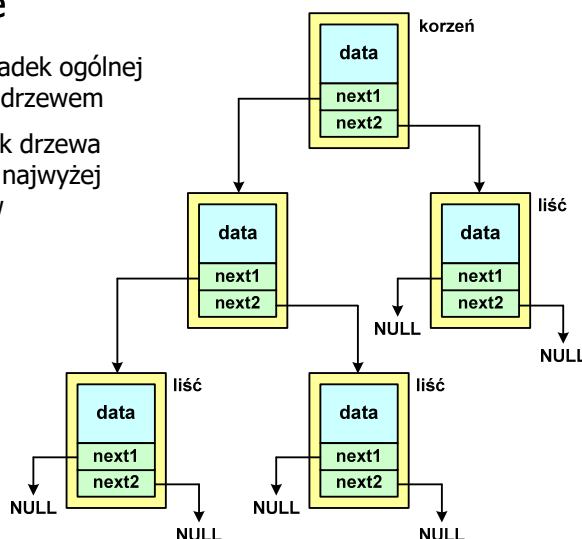 korzeń
data
next1
next2
adek ogólnej
drzewem
k drzewa
najwyżej
data
next1
next2
liść
data
next1
next2
NULL
NULL
liść
data
next1
next2
NULL
NULL
liść
data
next1
next2
NULL
NULL